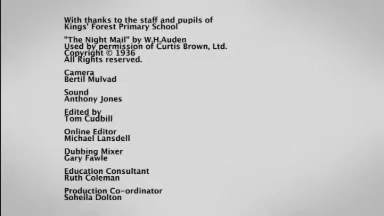 With thanks to the staff and pupils of
Kings' Forest Primary School
"The Night Mail" by W.H.Auden
Used by permission of Curtis Brown, Ltd.
Copyright © 1936
All Rights reserved.
Camera
Bertil Mulvad
Sound
Anthony Jones
Edited by
Tom Cudbill
Online Editor
Michael Lansdell
Dubbing Mixer
Gary Fawle
Education Consultant
Ruth Coleman
Production Co-ordinator
Soheila Dolton